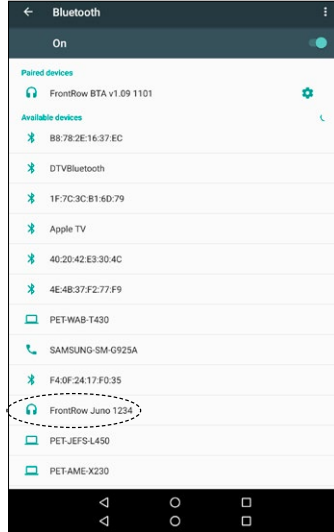 Bluetooth
On
Paired devices
FrontRow BTA v1.09 1101
Available devices
B8:78:2E:16:37:EC
DTVBluetooth
1F:7C:3C:B1:6D:79
Apple TV
40:20:42:E3:30:4C
4E:4B:37:F2:77:F9
PET-WAB-T430
SAMSUNG-SM-G925A
F4:0F:24:17:F0:35
FrontRow Juno 1234
PET-JEFS-L450
PET-AME-X230